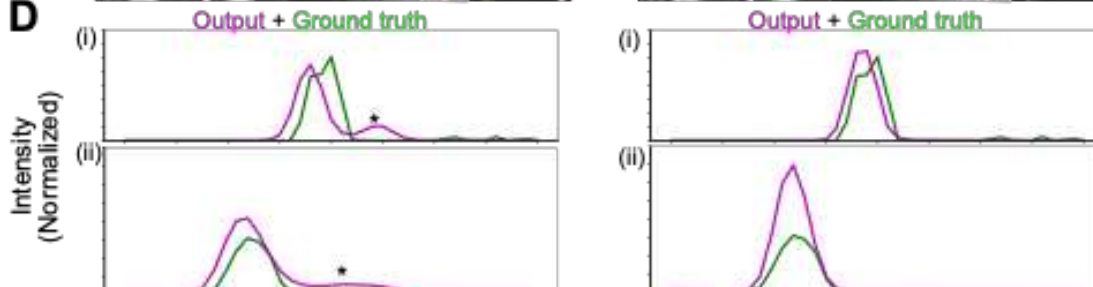 D
Output + Ground truth
Output + Ground truth
(i)
(i)
*
Intensity
(Normalized)
(ii)
(ii)
*